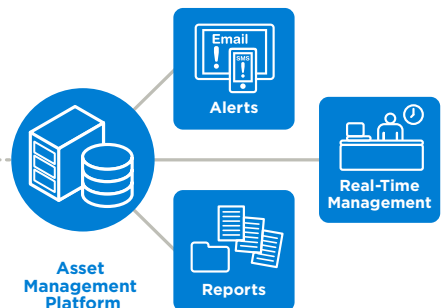 Email
SMS
Alerts
Real-Time
Management
Asset
Management
Platform
Reports